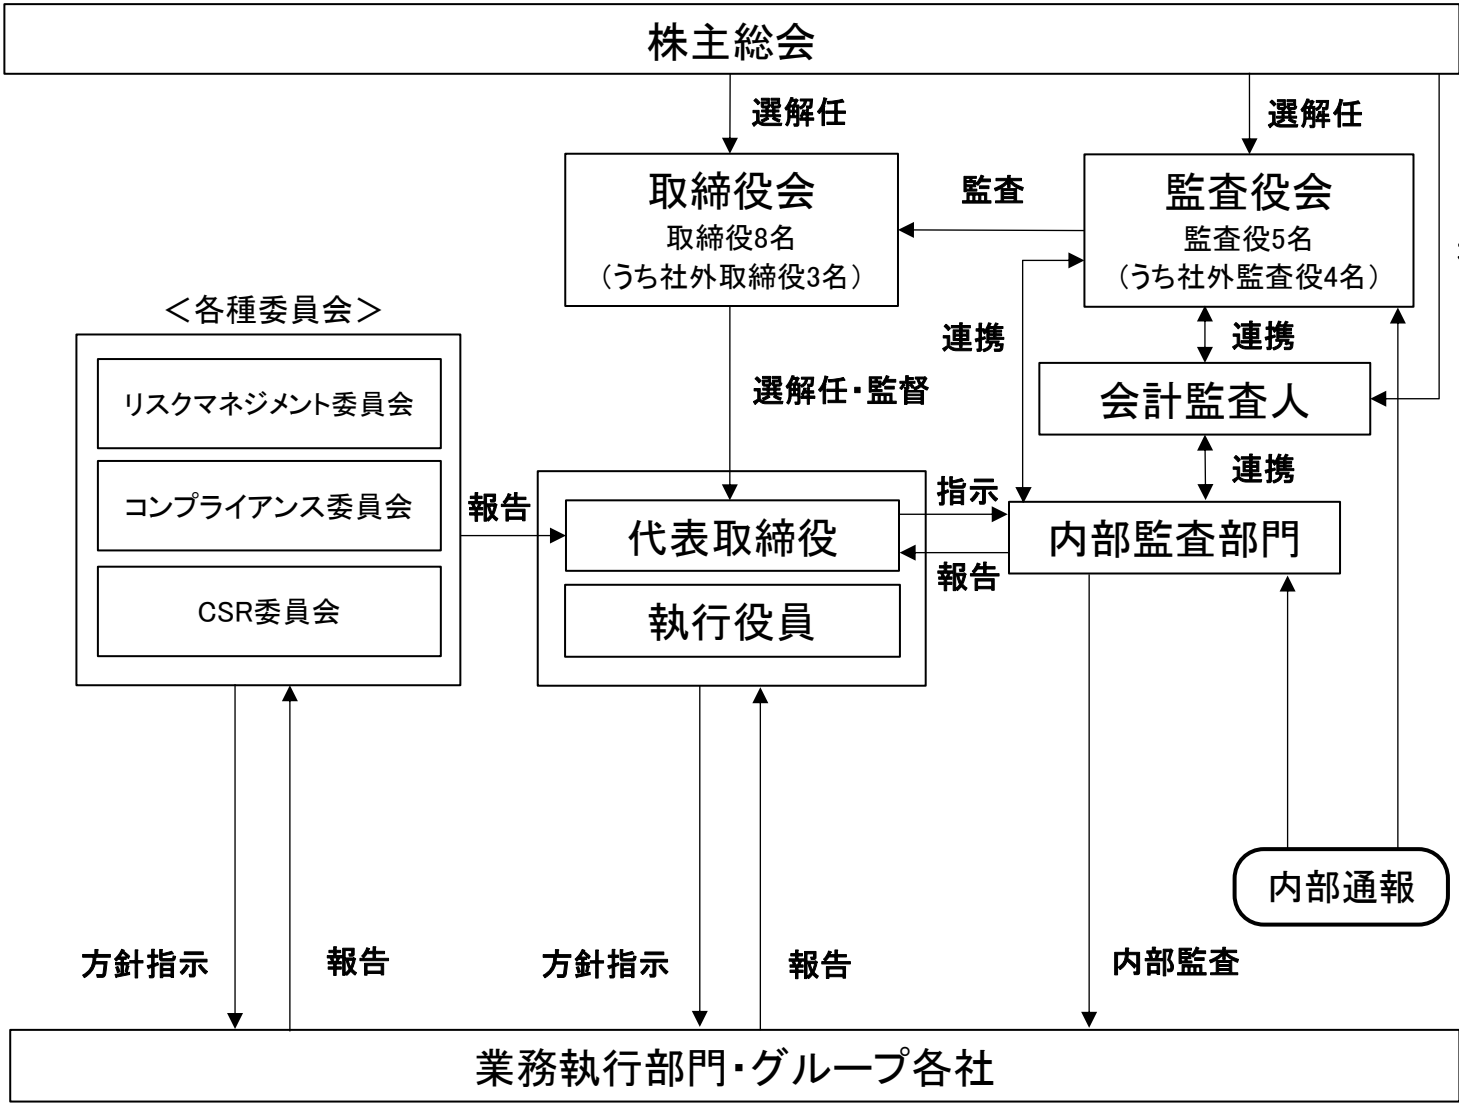 株主総会
選解任
選解任
取締役会
取締役8名
(うち社外取締役3名)
監査
監査役会
監査役5名
(うち社外監査役4名)
<各種委員会>
リスクマネジメント委員会
コンプライアンス委員会
CSR委員会
連携
連携
選解任・監督
会計監査人
連携
報告
指示
代表取締役
内部監査部門
報告
執行役員
内部通報
方針指示
報告
方針指示
報告
内部監査
業務執行部門・グループ各社